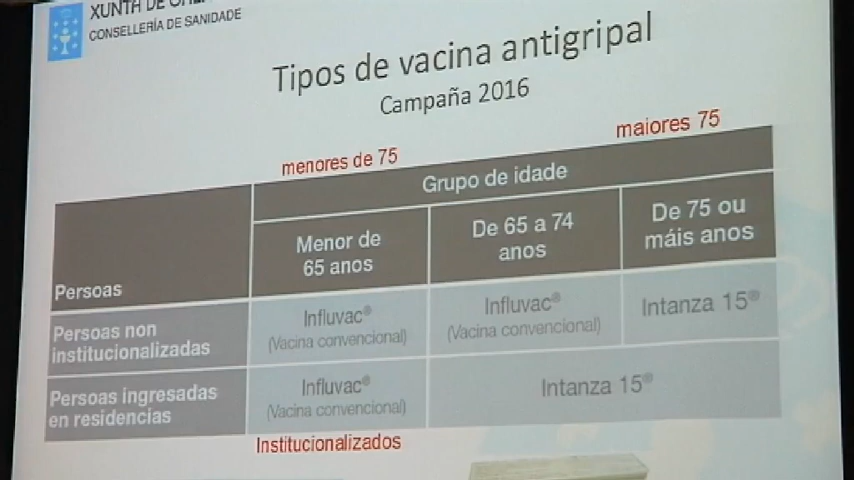 XUNTA DE
CONSELLERÍA DE SANIDADE
Tipos de vacina antigripal
Campaña 2016
menores de 75
maiores 75
Grupo de idade
Persoas
Menor de
65 anos
De 65 a 74
anos
De 75 ou
máis anos
Persoas non
institucionalizadas
Influvac®
(Vacina convencional)
Influvac®
(Vacina convencional)
Intanza 15®
Persoas ingresadas
en residencias
Influvac®
(Vacina convencional)
Intanza 15®
Institucionalizados